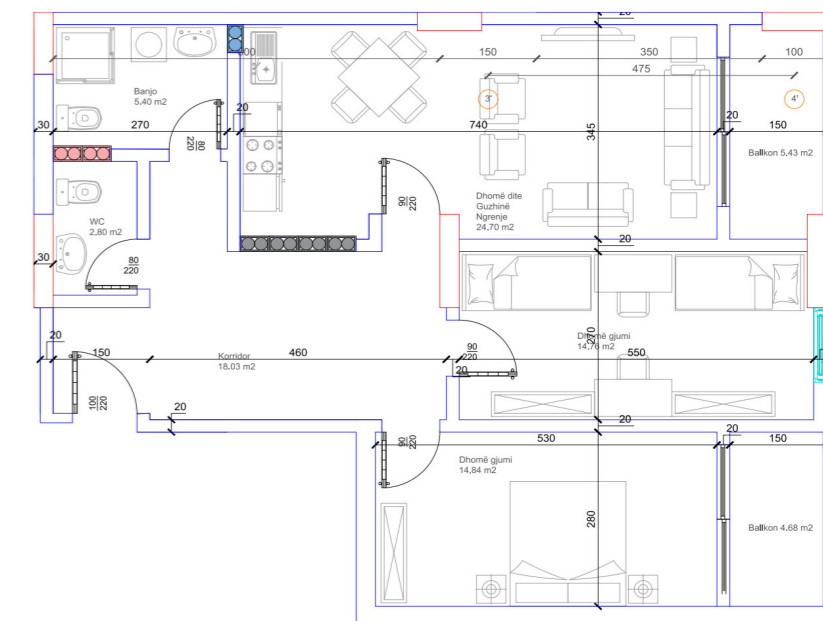 20
400
150
350
100
475
Banjo
5.40 m2
3'
4'
20
20
30
270
740
150
80
220
345
Ballkon 5,43 m2
90
220
Dhomë dite
Guzhinë
Ngrenje
24,70 m2
WC
2,80 m2
20
30
80
220
20
90
220
Dhomë gjumi
14,76 m2
270
150
Korridor
18.03 m2
460
550
20
100
220
20
20
20
90
220
530
150
Dhomë gjumi
14,84 m2
280
Ballkon 4,68 m2